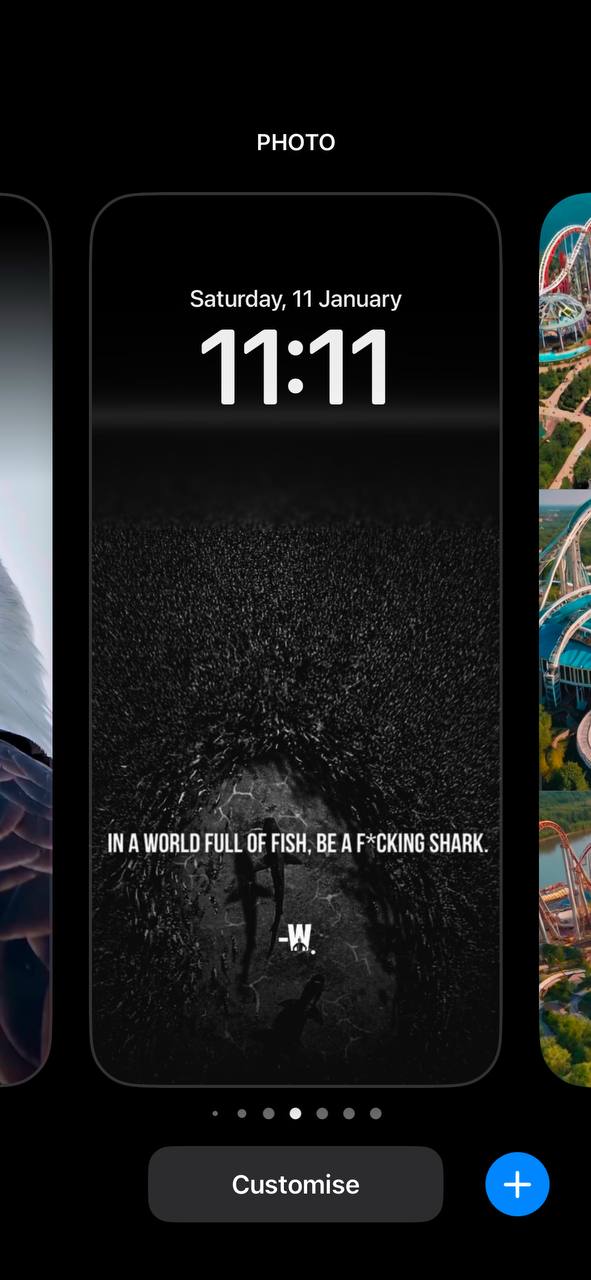 PHOTO
Saturday, 11 January
11:11
IN A WORLD FULL OF FISH, BE A F*CKING SHARK.
-W.
Customise